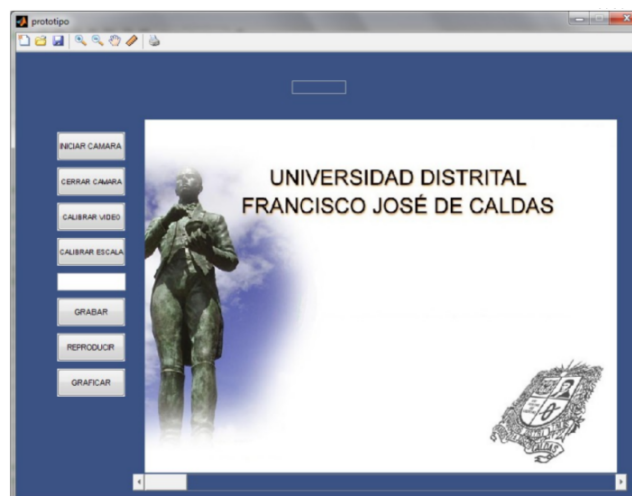 prototipo
INICIAR CAMARA
CERRAR CAMARA
CALIBRAR VIDEO
CALIBRAR ESCALA
GRABAR
REPRODUCIR
GRAFICAR
UNIVERSIDAD DISTRITAL
FRANCISCO JOSÉ DE CALDAS